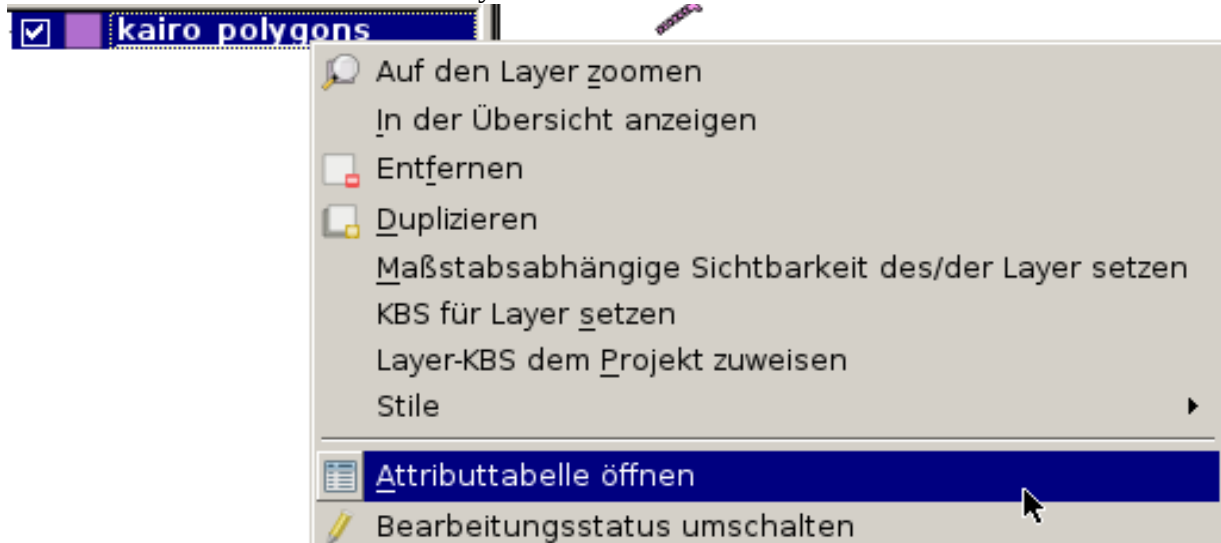 kairo polygons
Auf den Layer zoomen
In der Übersicht anzeigen
Entfernen
Duplizieren
Maßstabsabhängige Sichtbarkeit des/der Layer setzen
KBS für Layer setzen
Layer-KBS dem Projekt zuweisen
Stile
Attributtabelle öffnen
Bearbeitungsstatus umschalten